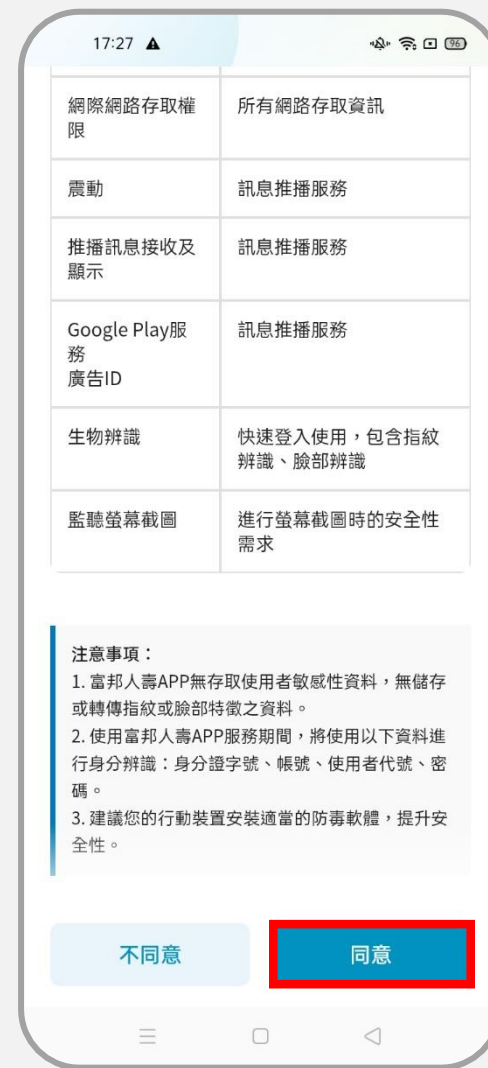 17:27
96
網際網路存取權
限
所有網路存取資訊
震動
訊息推播服務
推播訊息接收及
顯示
訊息推播服務
Google Play服
務
廣告ID
訊息推播服務
生物辨識
快速登入使用，包含指紋
辨識、臉部辨識
監聽螢幕截圖
進行螢幕截圖時的安全性
需求
注意事項：
1. 富邦人壽APP無存取使用者敏感性資料，無儲存
或轉傳指紋或臉部特徵之資料。
2. 使用富邦人壽APP服務期間，將使用以下資料進
行身分辨識：身分證字號、帳號、使用者代號、密
碼。
3. 建議您的行動裝置安裝適當的防毒軟體，提升安
全性。
不同意
同意